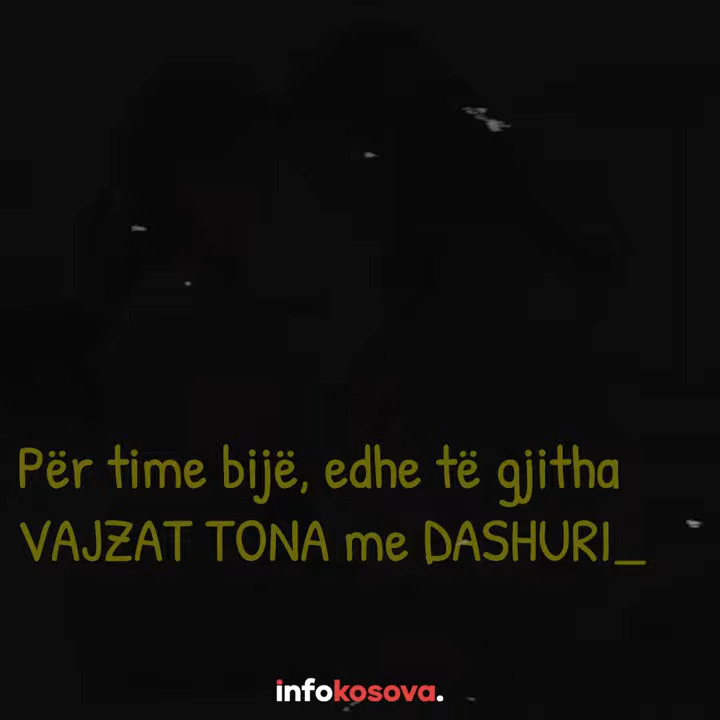 Për time bijë, edhe të gjitha
VAJZAT TONA me DASHURI_
infokosova.